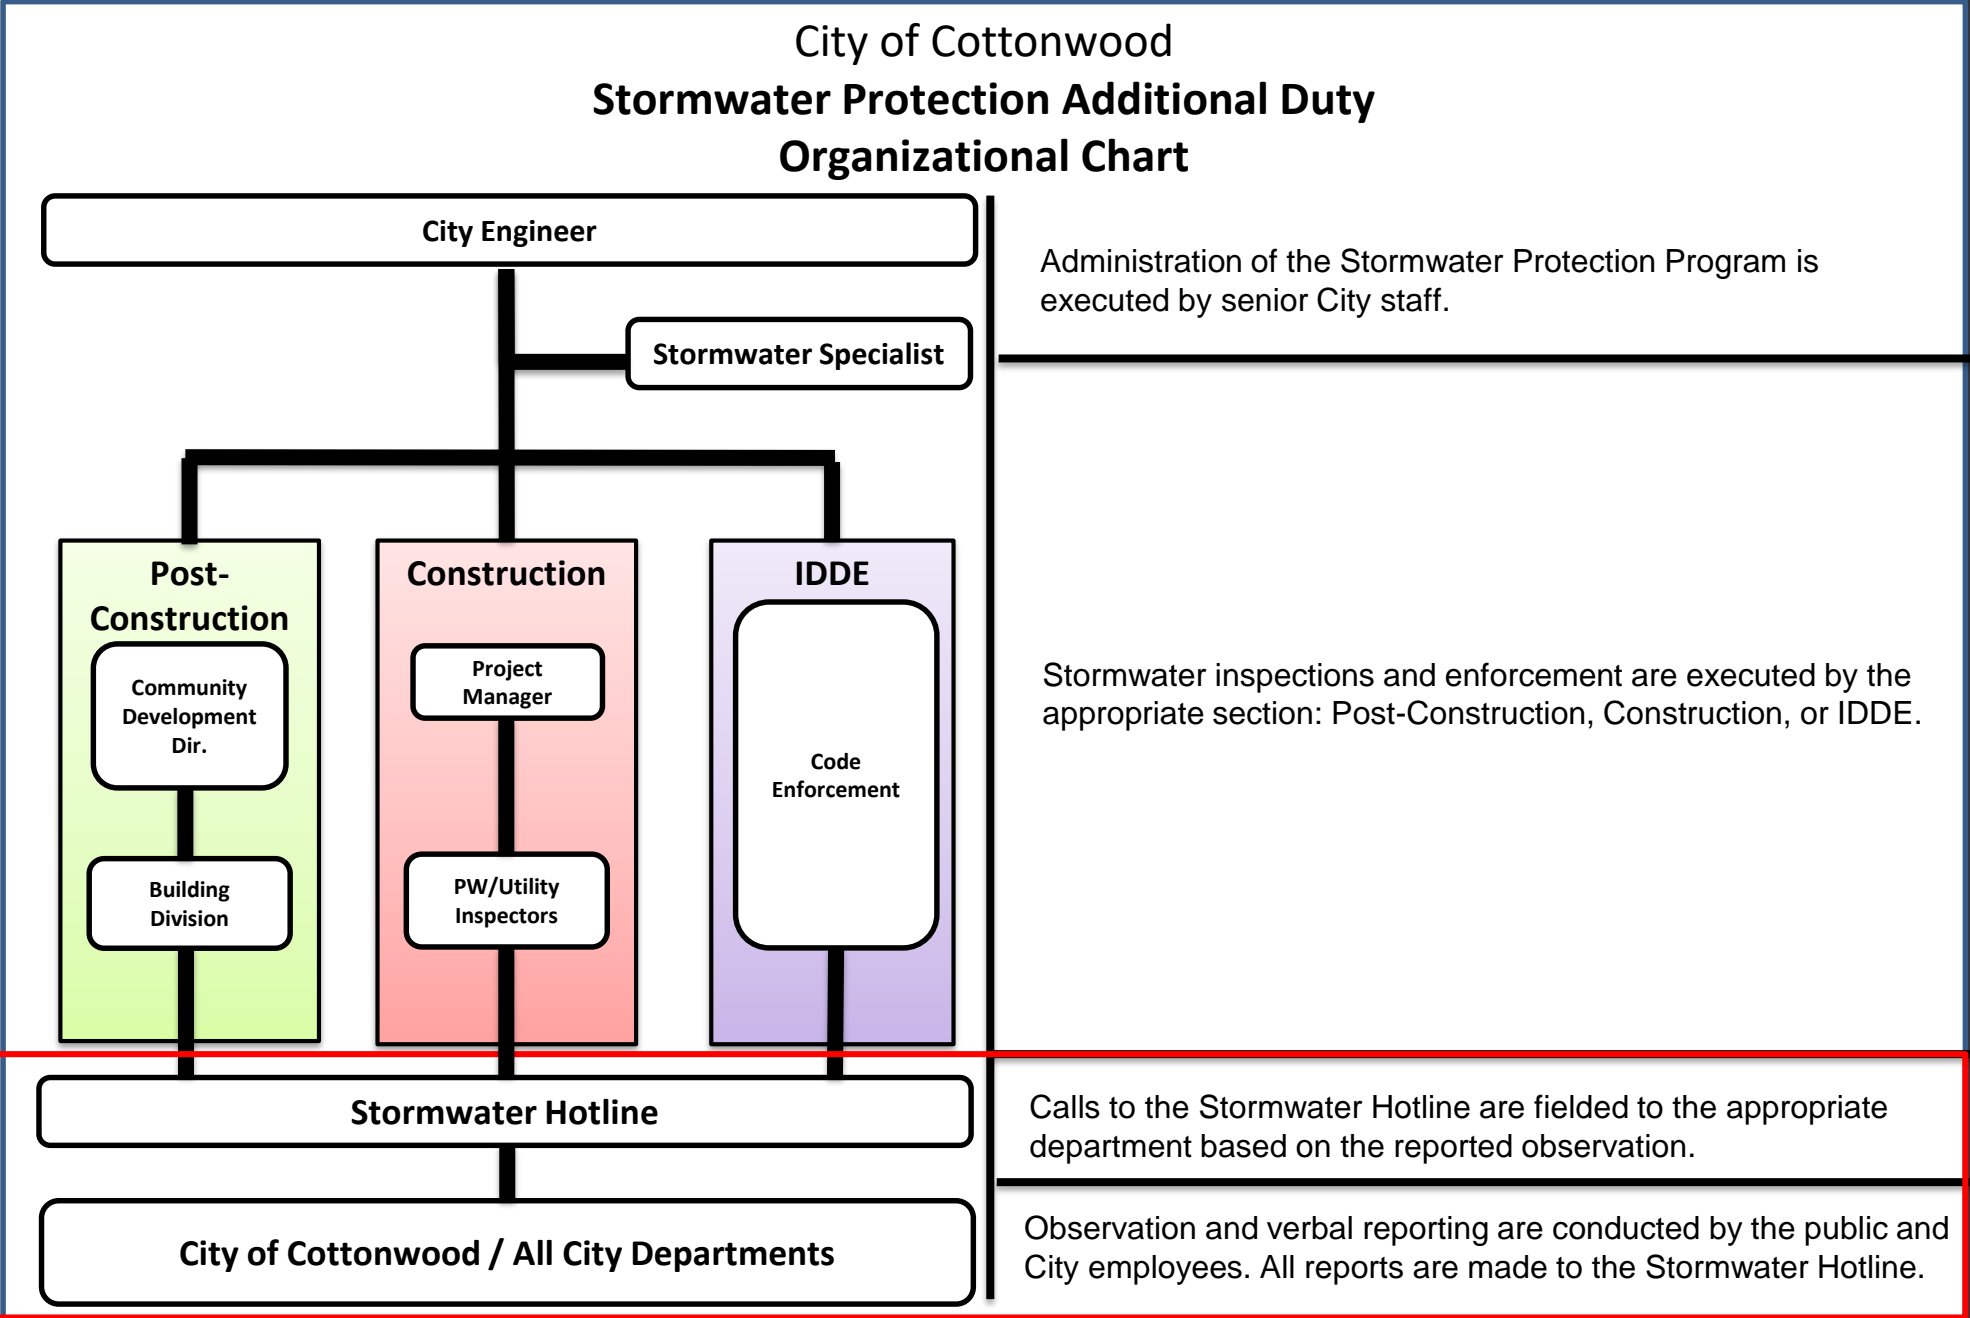 City of Cottonwood
Stormwater Protection Additional Duty
Organizational Chart
City Engineer
Administration of the Stormwater Protection Program is
executed by senior City staff.
Stormwater Specialist
Post-
Construction
Community
Development
Dir.
Building
Division
Construction
Project
Manager
PW/Utility
Inspectors
IDDE
Code
Enforcement
Stormwater inspections and enforcement are executed by the
appropriate section: Post-Construction, Construction, or IDDE.
Stormwater Hotline
Calls to the Stormwater Hotline are fielded to the appropriate
department based on the reported observation.
City of Cottonwood / All City Departments
Observation and verbal reporting are conducted by the public and
City employees. All reports are made to the Stormwater Hotline.